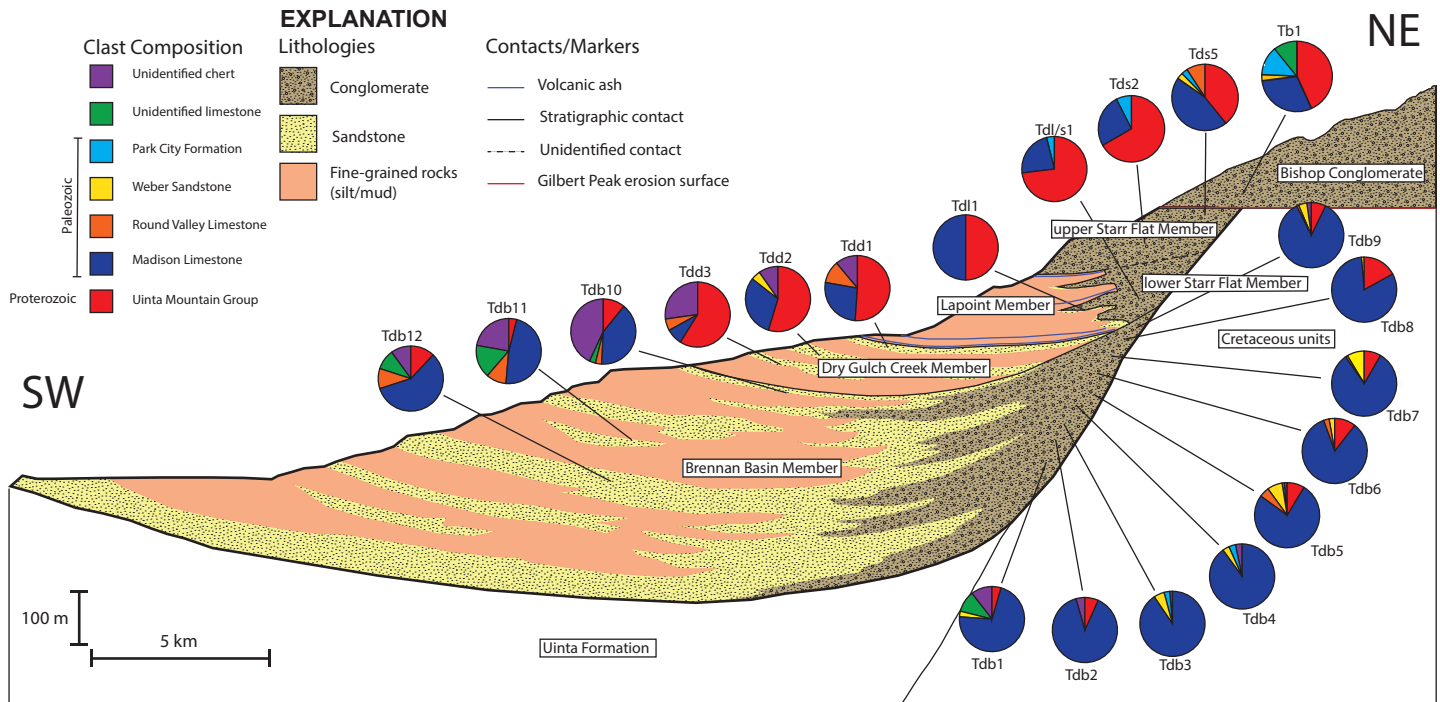 EXPLANATION
Clast Composition
Unidentified chert
Unidentified limestone
Park City Formation
Weber Sandstone
Round Valley Limestone
Madison Limestone
Uinta Mountain Group
Paleozoic
Proterozoic
Lithologies
Conglomerate
Sandstone
Fine-grained rocks
(silt/mud)
Contacts/Markers
Volcanic ash
Stratigraphic contact
Unidentified contact
Gilbert Peak erosion surface
NE
SW
Tb1
Tds5
Tds2
Tdl/s1
Tdl1
Tdd1
Tdd2
Tdd3
Tdb10
Tdb11
Tdb12
Bishop Conglomerate
upper Starr Flat Member
lower Starr Flat Member
Lapoint Member
Cretaceous units
Dry Gulch Creek Member
Brennan Basin Member
Uinta Formation
Tdb9
Tdb8
Tdb7
Tdb6
Tdb5
Tdb4
Tdb3
Tdb2
Tdb1
100 m
5 km